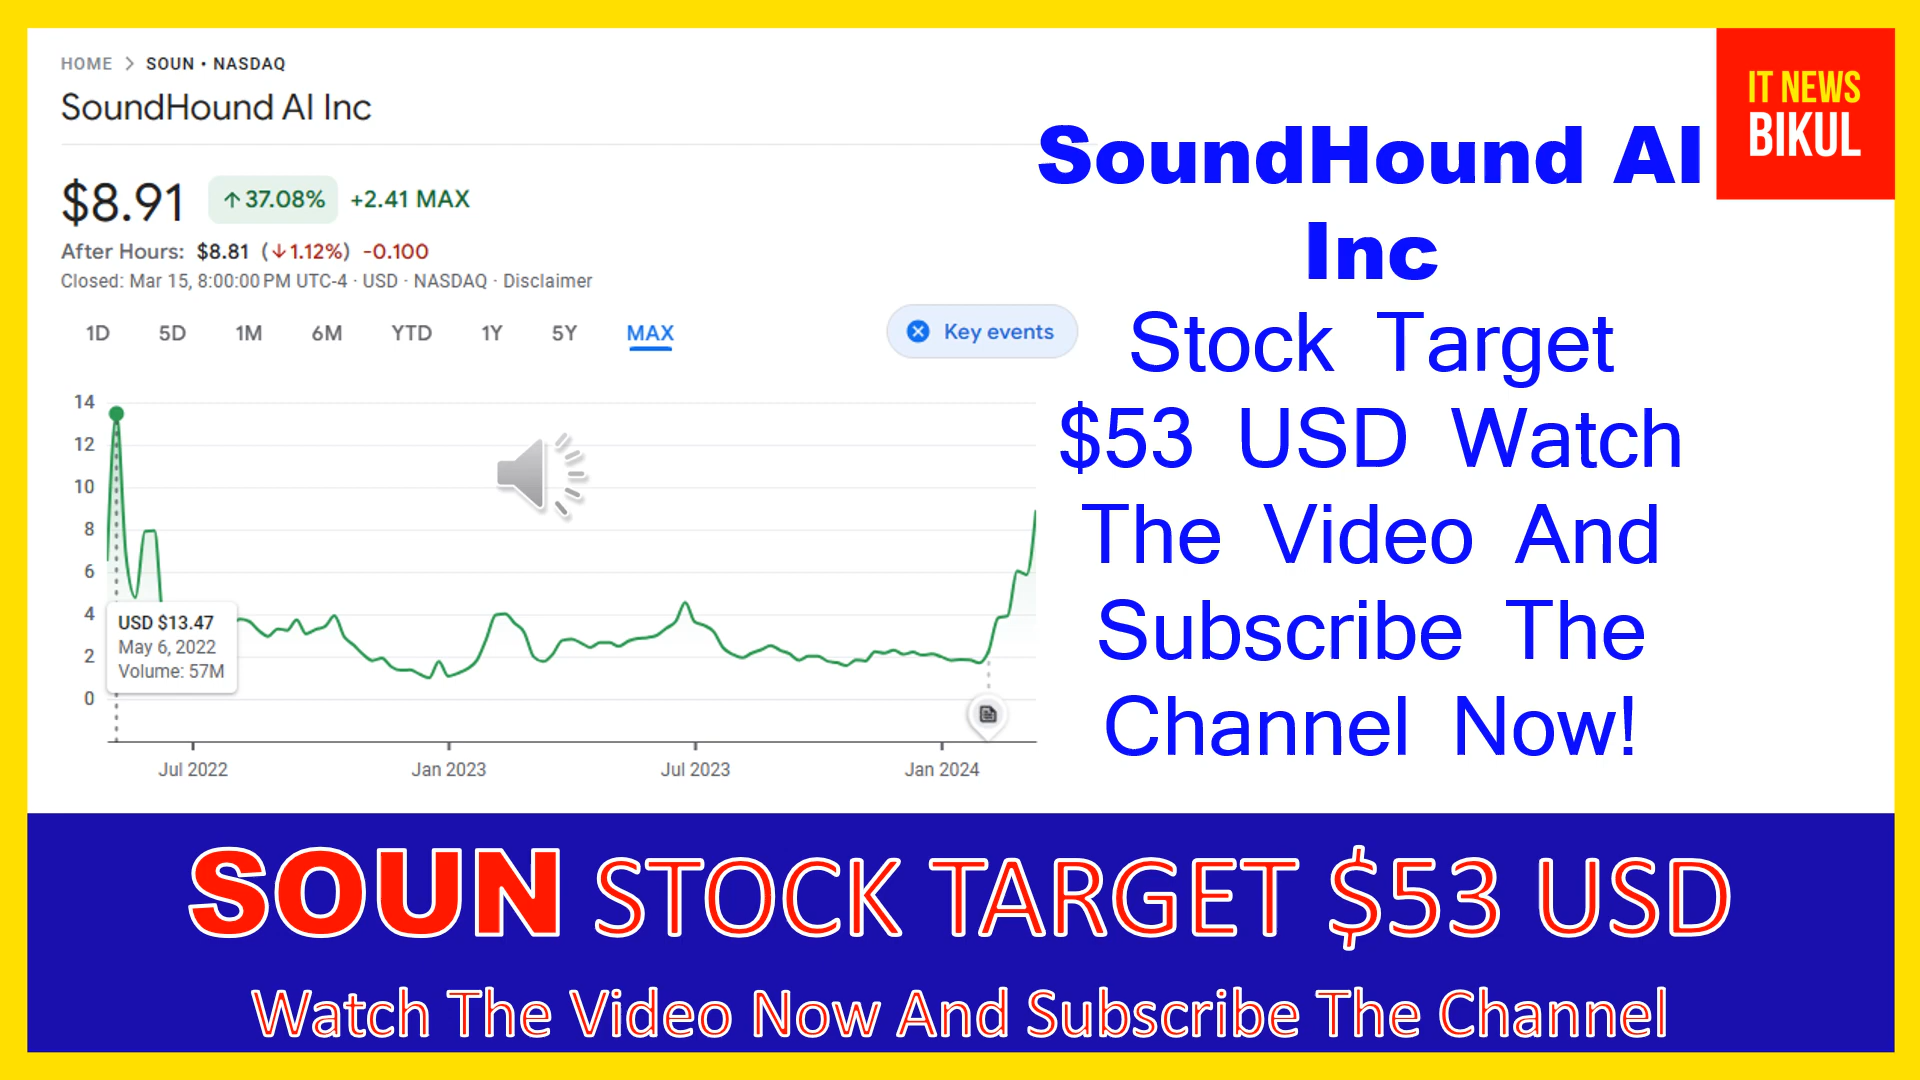 HOME > SOUN • NASDAQ
SoundHound AI Inc
$8.91 ↑37.08% +2.41 MAX
After Hours: $8.81 (↓1.12%) -0.100
Closed: Mar 15, 8:00:00 PM UTC-4 · USD · NASDAQ · Disclaimer
1D 5D 1M 6M YTD 1Y 5Y MAX
Key events
14
12
10
8
6
4
2
0
USD $13.47
May 6, 2022
Volume: 57M
Jul 2022 Jan 2023 Jul 2023 Jan 2024
IT NEWS
BIKUL
SoundHound AI
Inc
Stock Target
$53 USD Watch
The Video And
Subscribe The
Channel Now!
SOUN STOCK TARGET $53 USD
Watch The Video Now And Subscribe The Channel